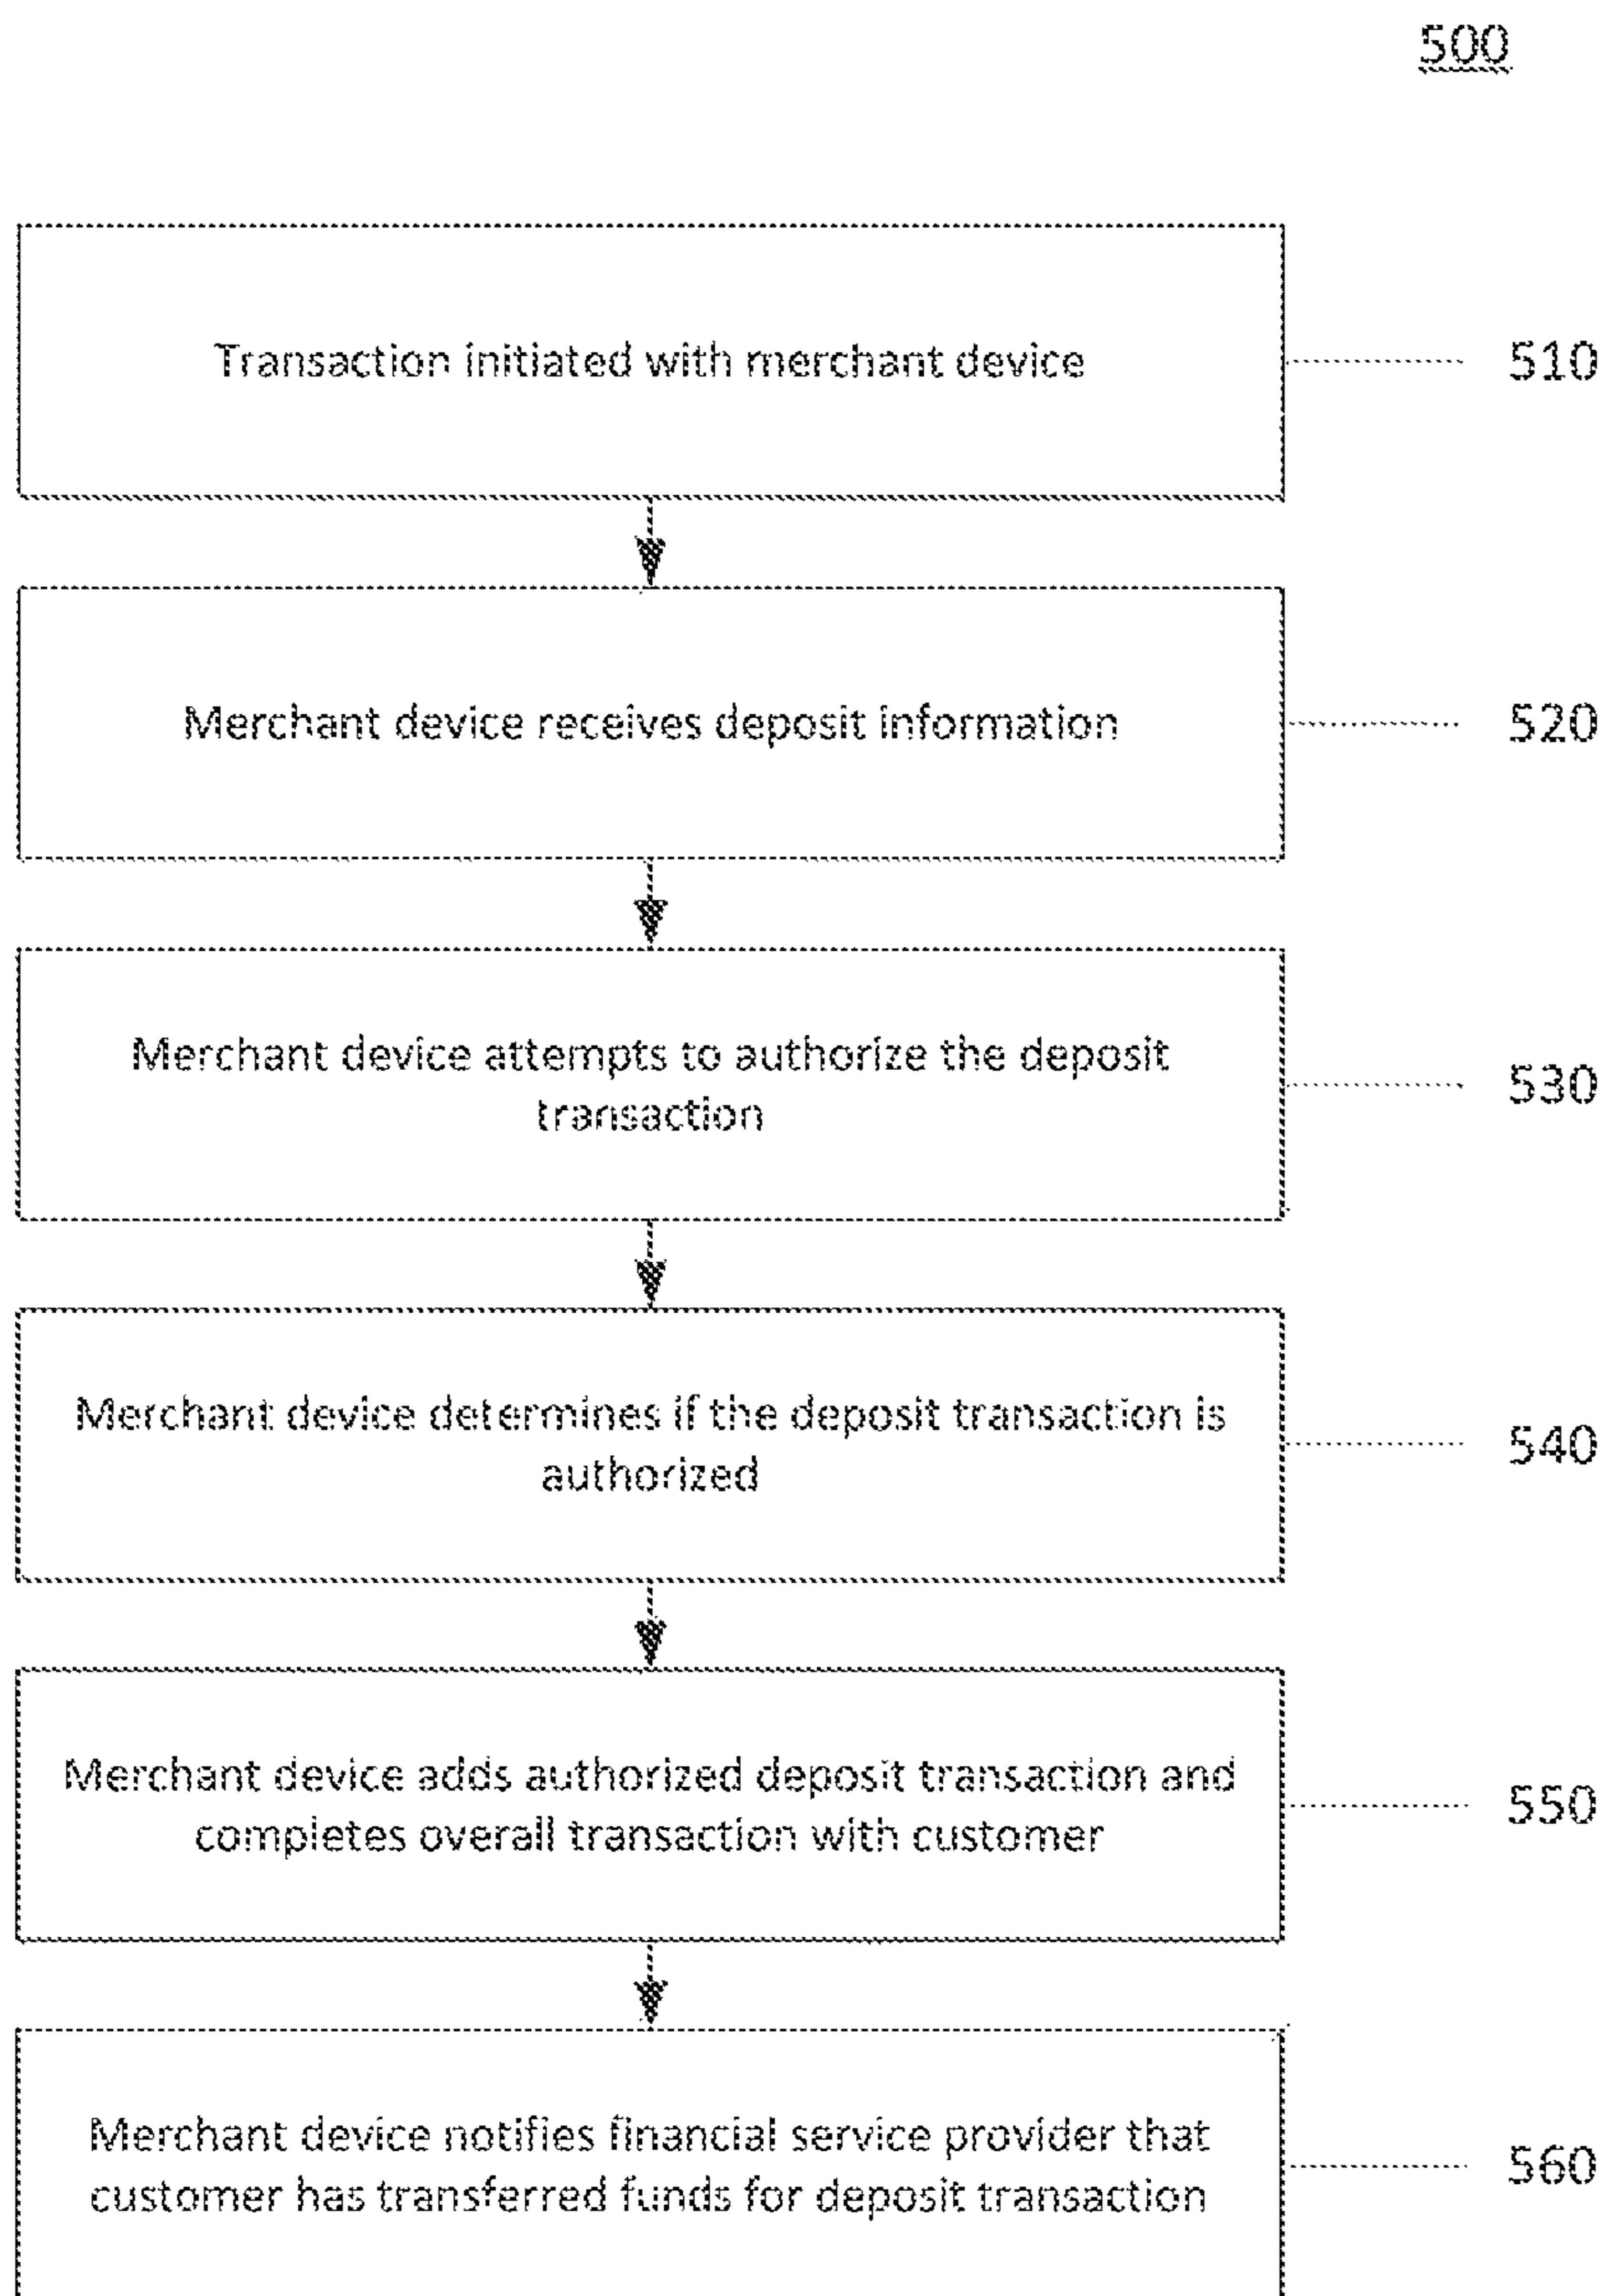 500
Transaction initiated with merchant device
510
Merchant device receives deposit information
520
Merchant device attempts to authorize the deposit
transaction
530
Merchant device determines if the deposit transaction is
authorized
540
Merchant device adds authorized deposit transaction and
completes overall transaction with customer
550
Merchant device notifies financial service provider that
customer has transferred funds for deposit transaction
560